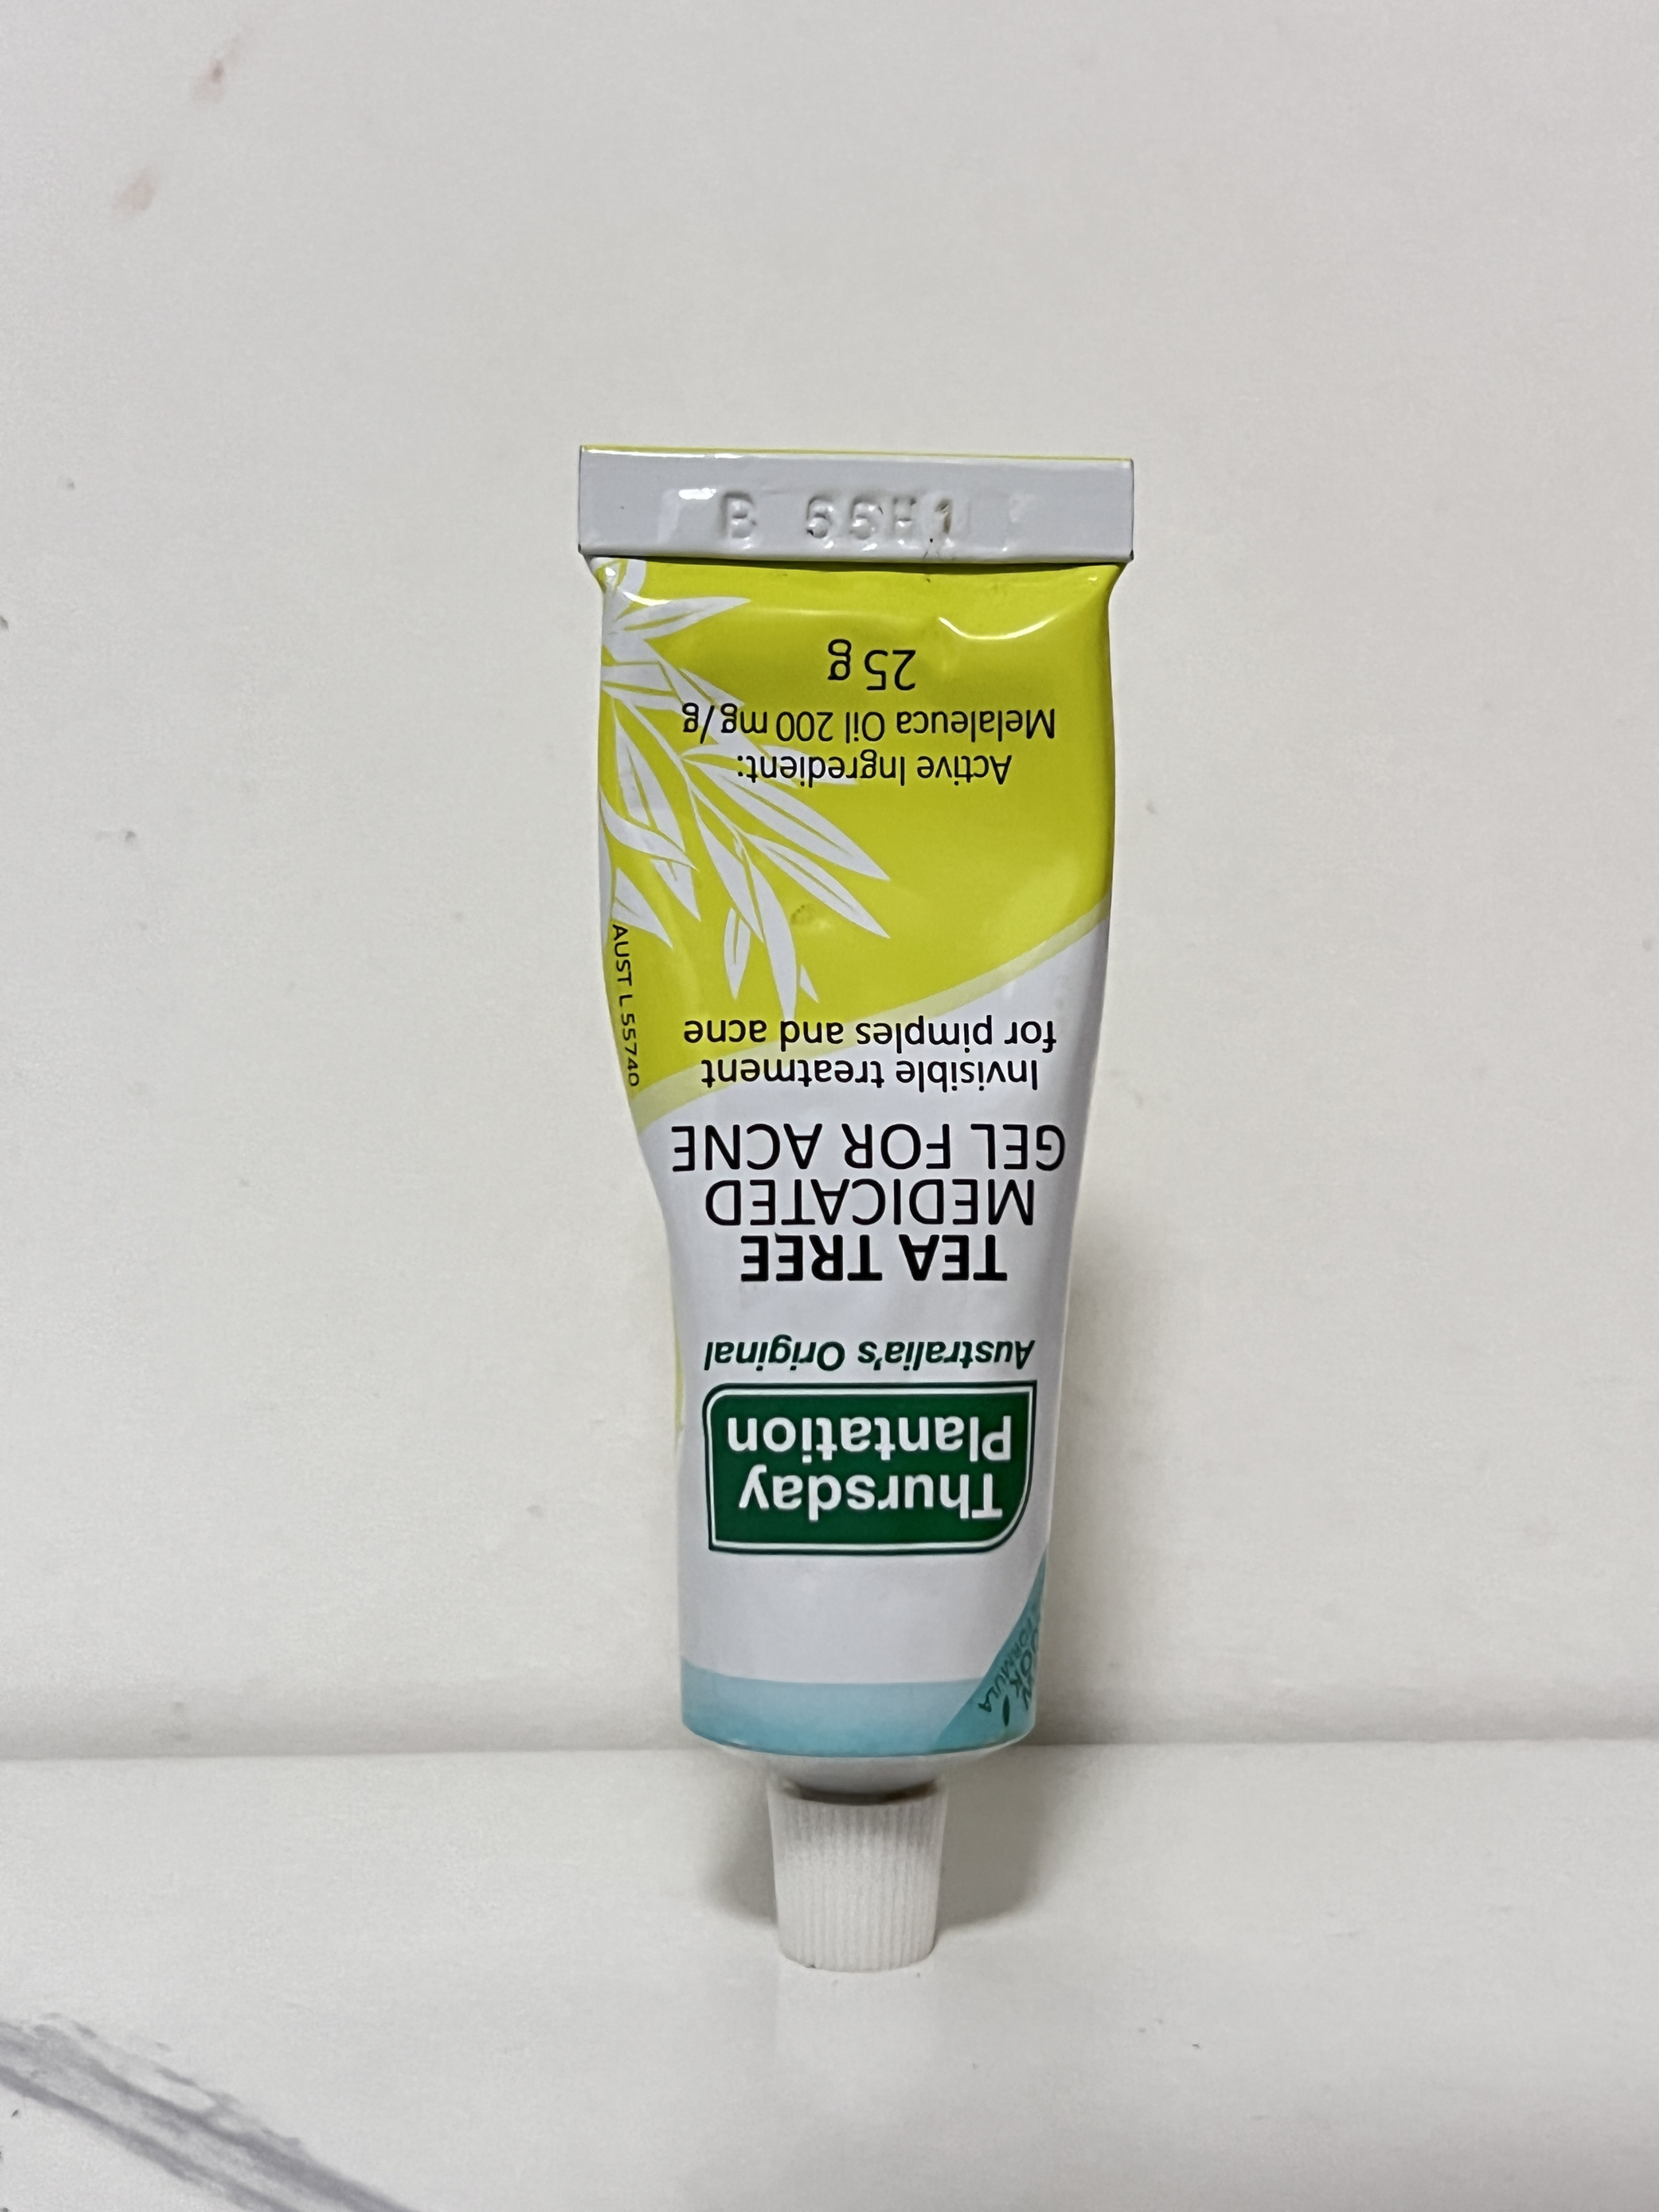 FORMULA
Thursday
Plantation
Australia's Original
TEA TREE
MEDICATED
GEL FOR ACNE
Invisible treatment
for pimples and acne
AUST L 55740
Active Ingredient:
Melaleuca Oil 200 mg/g
25 g